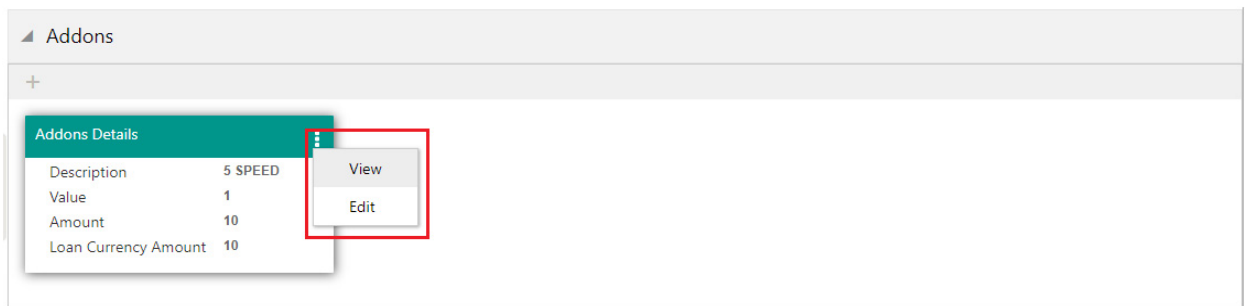 Addons
+
Addons Details
Description 5 SPEED
Value 1
Amount 10
Loan Currency Amount 10
View
Edit